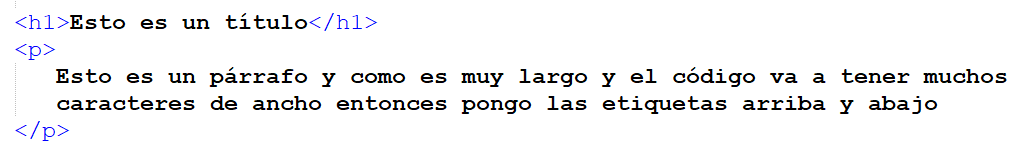 <h1>Esto es un título</h1>
<p>
Esto es un párrafo y como es muy largo y el código va a tener muchos
caracteres de ancho entonces pongo las etiquetas arriba y abajo
</p>